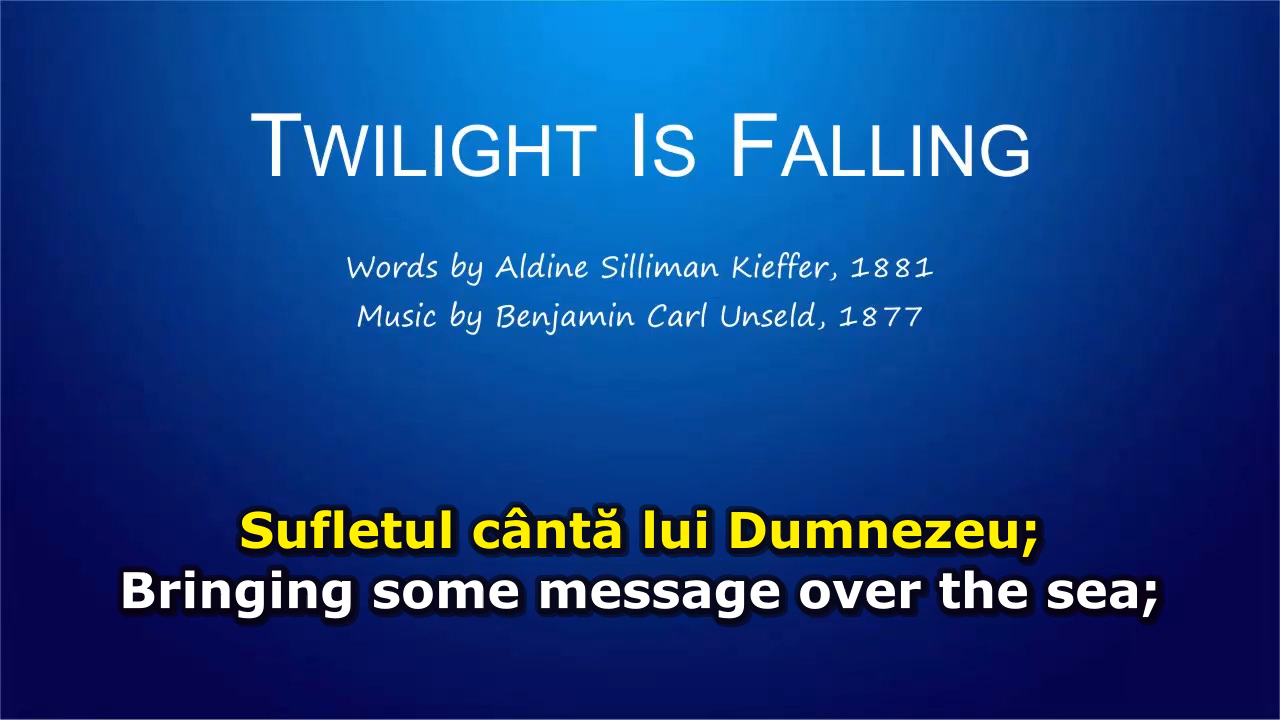 Twilight Is Falling
Words by Aldine Silliman Kieffer, 1881
Music by Benjamin Carl Unseld, 1877
Sufletul cântă lui Dumnezeu;
Bringing some message over the sea;